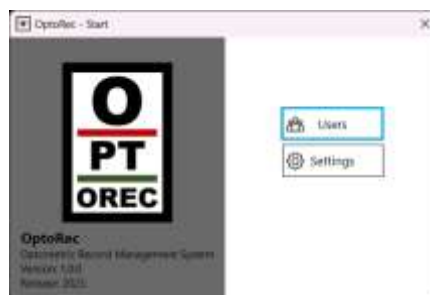 OptoRec - Start
O
PT
OREC
Users
Settings
OptoRec
Optometric Record Management System
Version: 1.0.0
Release: 2025